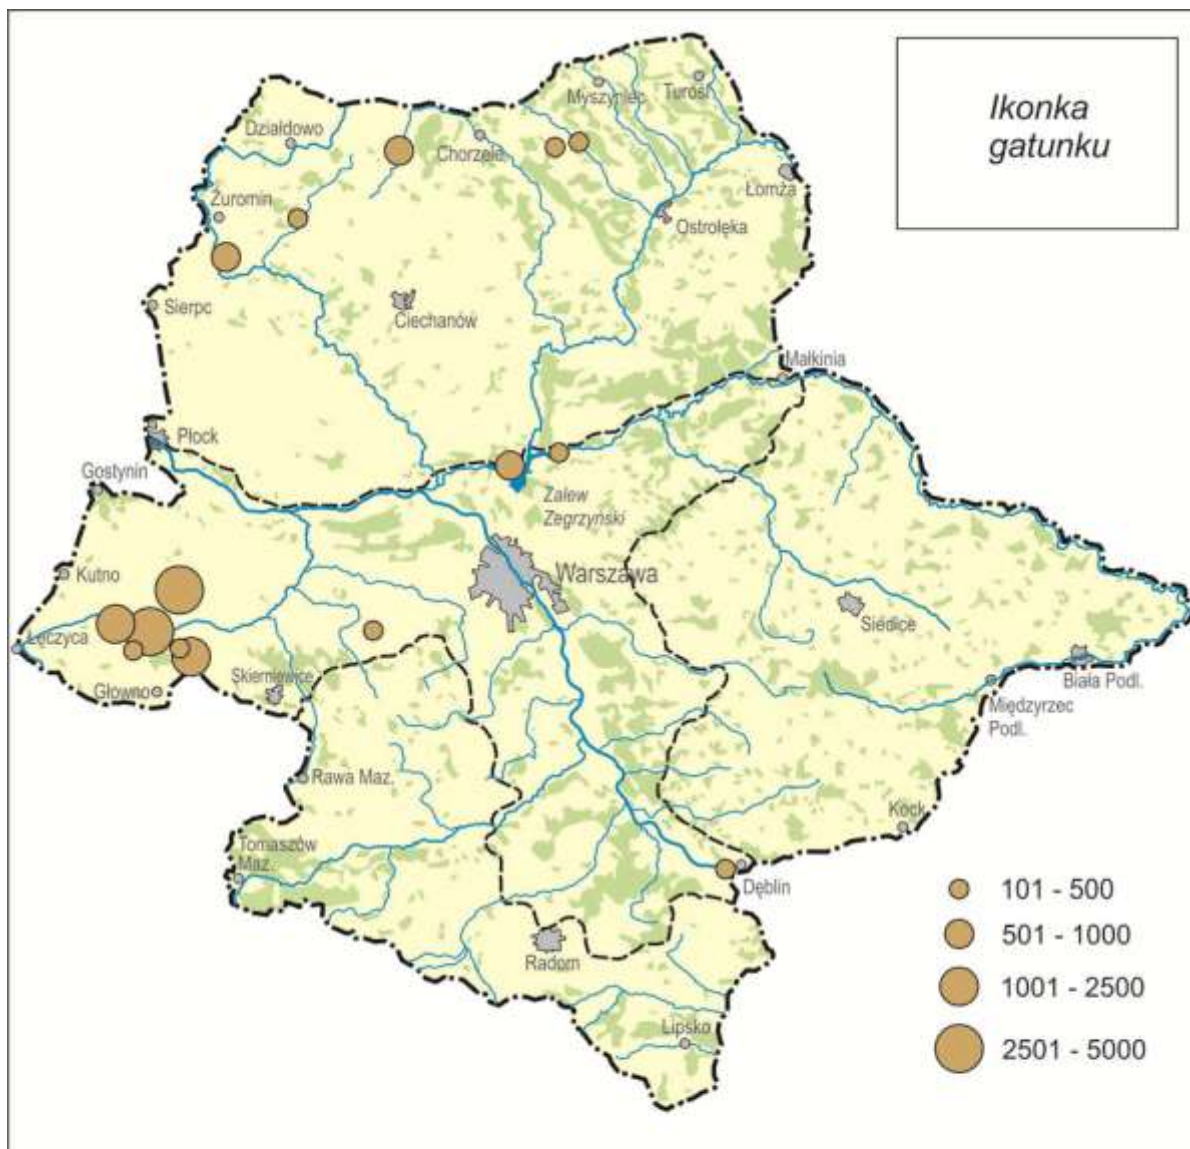 Ikonka
gatunku
Myszyniec
Turośl
Działdowo
Chorzele
Łomża
Żuromin
Ostrołęka
Sierpc
Ciechanów
Małkinia
Płock
Gostynin
Zalew
Zegrzyński
Kutno
Warszawa
Siedlce
Łęczyca
Skierniewice
Głowno
Biała Podl.
Międzyrzec
Podl.
Rawa Maz.
Kock
Tomaszów
Maz.
Dęblin
101 - 500
501 - 1000
Radom
1001 - 2500
Lipsko
2501 - 5000